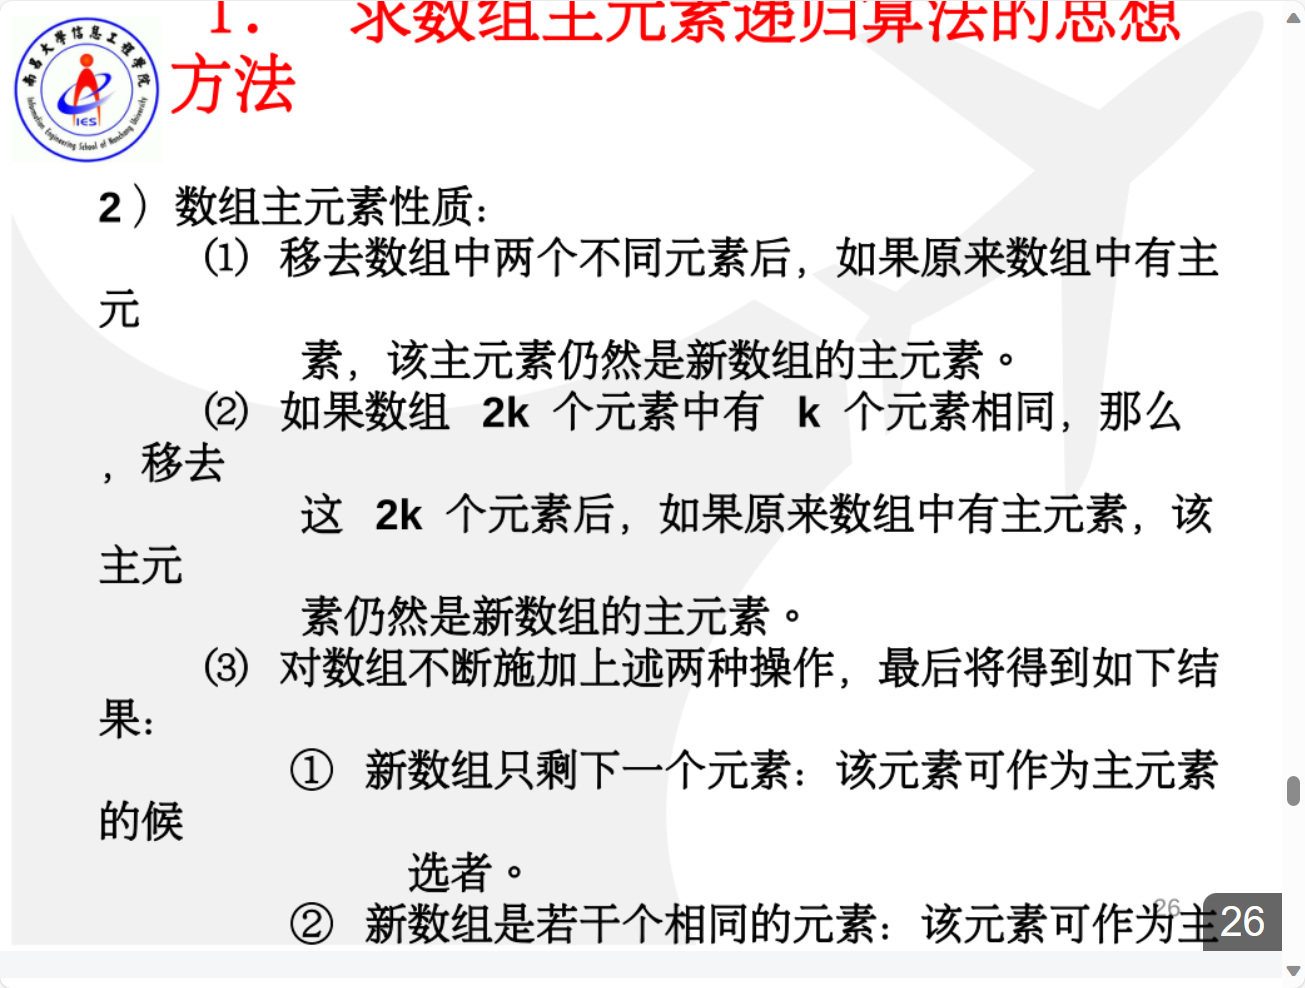 1. 求数组主元素递归算法的思想
方法
南昌大学信息工程学院
Information Engineering School of Nanchang University
IES
2）数组主元素性质：
⑴ 移去数组中两个不同元素后，如果原来数组中有主
元
素，该主元素仍然是新数组的主元素。
⑵ 如果数组 2k 个元素中有 k 个元素相同，那么
，移去
这 2k 个元素后，如果原来数组中有主元素，该
主元
素仍然是新数组的主元素。
⑶ 对数组不断施加上述两种操作，最后将得到如下结
果：
① 新数组只剩下一个元素：该元素可作为主元素
的候
选者。
② 新数组是若干个相同的元素：该元素可作为主
26
26